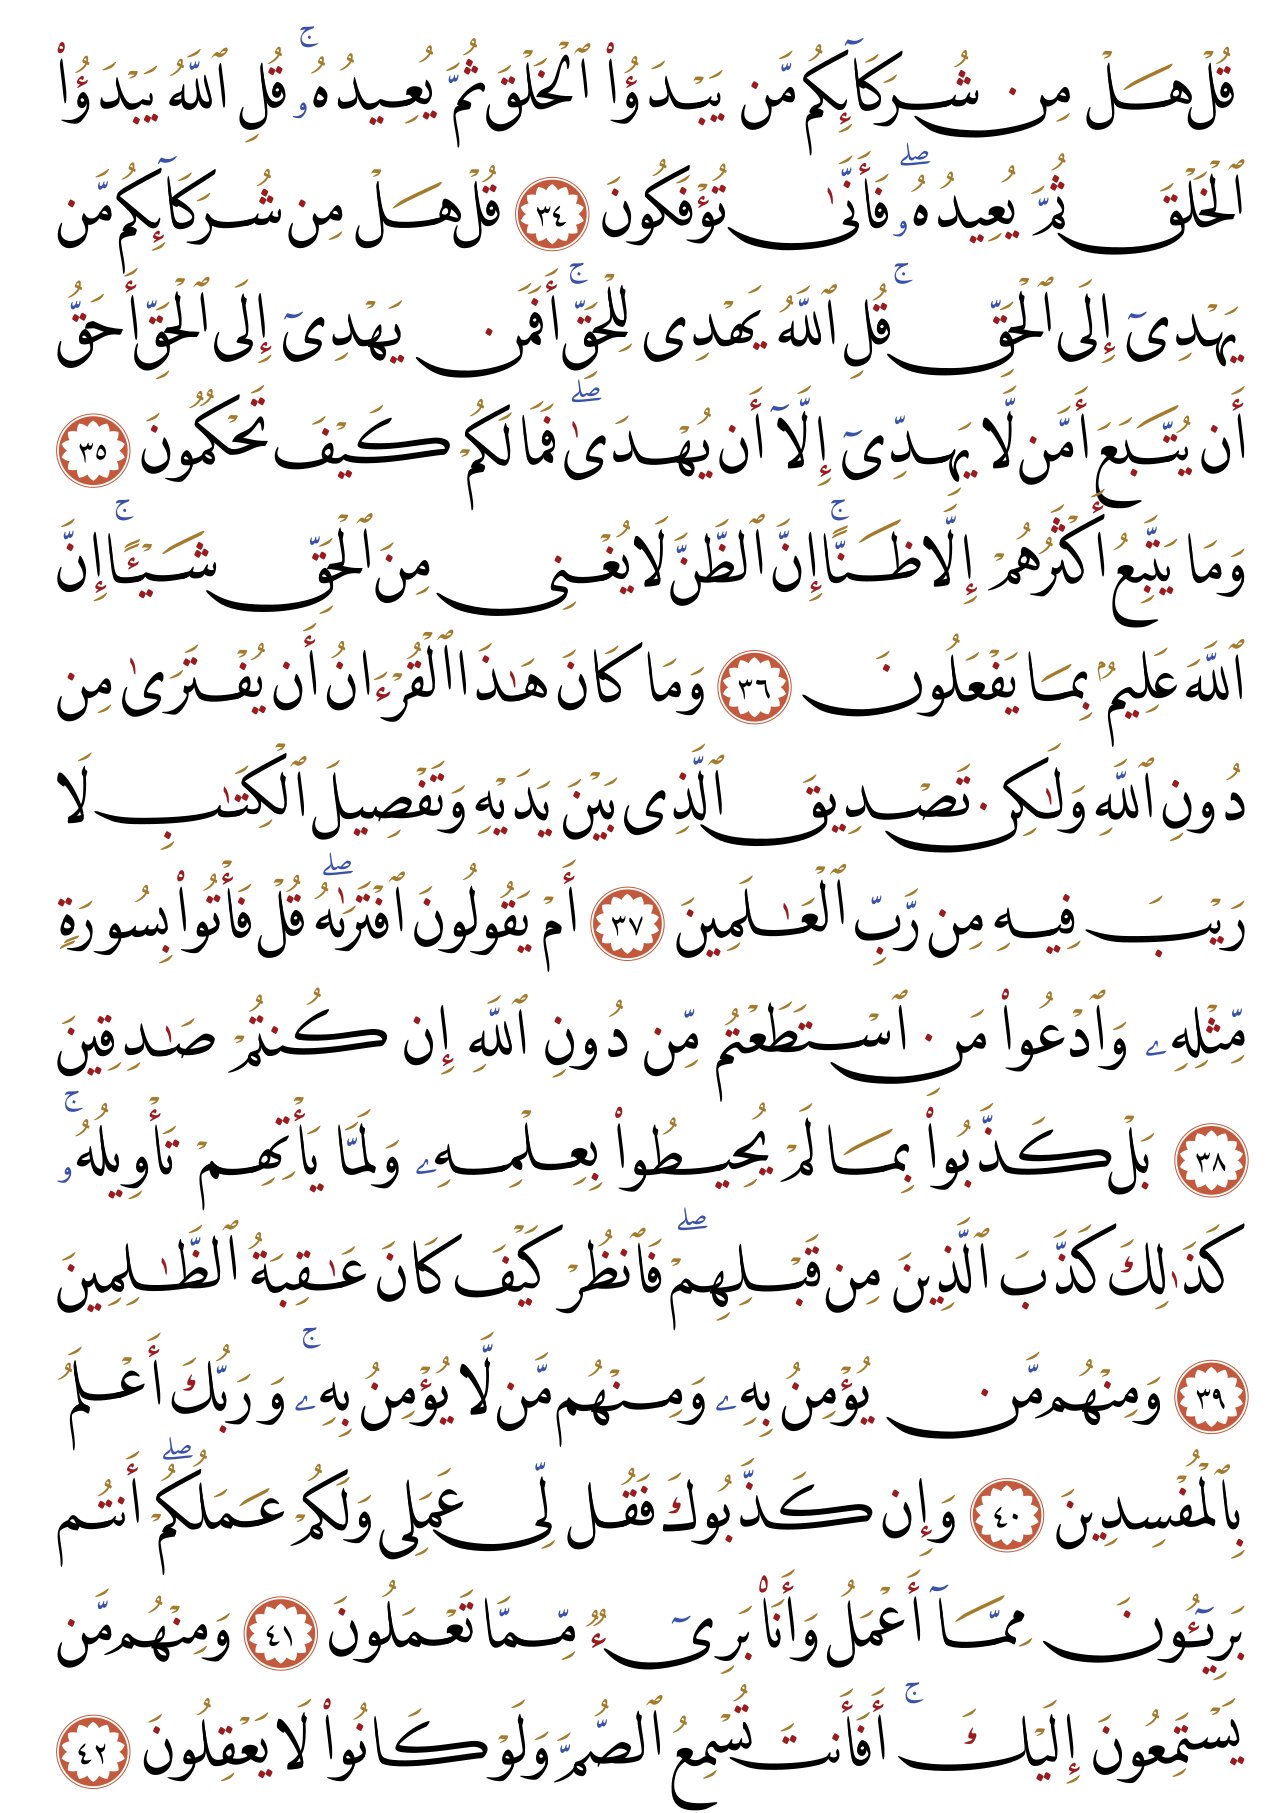 قُلْ هَلْ مِن شُرَكَآئِكُم مَّن يَبْدَؤُا۟ ٱلْخَلْقَ ثُمَّ يُعِيدُهُۥ ۚ قُلِ ٱللَّهُ يَبْدَؤُا۟
ٱلْخَلْقَ ثُمَّ يُعِيدُهُۥ ۖ فَأَنَّىٰ تُؤْفَكُونَ ٣٤ قُلْ هَلْ مِن شُرَكَآئِكُم مَّن
يَهْدِىٓ إِلَى ٱلْحَقِّ ۚ قُلِ ٱللَّهُ يَهْدِى لِلْحَقِّ ۗ أَفَمَن يَهْدِىٓ إِلَى ٱلْحَقِّ أَحَقُّ
أَن يُتَّبَعَ أَمَّن لَّا يَهِدِّىٓ إِلَّآ أَن يُهْدَىٰ ۖ فَمَا لَكُمْ كَيْفَ تَحْكُمُونَ ٣٥
وَمَا يَتَّبِعُ أَكْثَرُهُمْ إِلَّا ظَنًّا ۚ إِنَّ ٱلظَّنَّ لَا يُغْنِى مِنَ ٱلْحَقِّ شَيْـًٔا ۚ إِنَّ
ٱللَّهَ عَلِيمٌۢ بِمَا يَفْعَلُونَ ٣٦ وَمَا كَانَ هَـٰذَا ٱلْقُرْءَانُ أَن يُفْتَرَىٰ مِن
دُونِ ٱللَّهِ وَلَـٰكِن تَصْدِيقَ ٱلَّذِى بَيْنَ يَدَيْهِ وَتَفْصِيلَ ٱلْكِتَـٰبِ لَا
رَيْبَ فِيهِ مِن رَّبِّ ٱلْعَـٰلَمِينَ ٣٧ أَمْ يَقُولُونَ ٱفْتَرَىٰهُ ۖ قُلْ فَأْتُوا۟ بِسُورَةٍ
مِّثْلِهِۦ وَٱدْعُوا۟ مَنِ ٱسْتَطَعْتُم مِّن دُونِ ٱللَّهِ إِن كُنتُمْ صَـٰدِقِينَ
٣٨ بَلْ كَذَّبُوا۟ بِمَا لَمْ يُحِيطُوا۟ بِعِلْمِهِۦ وَلَمَّا يَأْتِهِمْ تَأْوِيلُهُۥ ۚ
كَذَٰلِكَ كَذَّبَ ٱلَّذِينَ مِن قَبْلِهِمْ ۖ فَٱنظُرْ كَيْفَ كَانَ عَـٰقِبَةُ ٱلظَّـٰلِمِينَ
٣٩ وَمِنْهُم مَّن يُؤْمِنُ بِهِۦ وَمِنْهُم مَّن لَّا يُؤْمِنُ بِهِۦ ۚ وَرَبُّكَ أَعْلَمُ
بِٱلْمُفْسِدِينَ ٤٠ وَإِن كَذَّبُوكَ فَقُل لِّى عَمَلِى وَلَكُمْ عَمَلُكُمْ ۖ أَنتُم
بَرِيٓـُٔونَ مِمَّآ أَعْمَلُ وَأَنَا۠ بَرِىٓءٌ مِّمَّا تَعْمَلُونَ ٤١ وَمِنْهُم مَّن
يَسْتَمِعُونَ إِلَيْكَ ۚ أَفَأَنتَ تُسْمِعُ ٱلصُّمَّ وَلَوْ كَانُوا۟ لَا يَعْقِلُونَ ٤٢